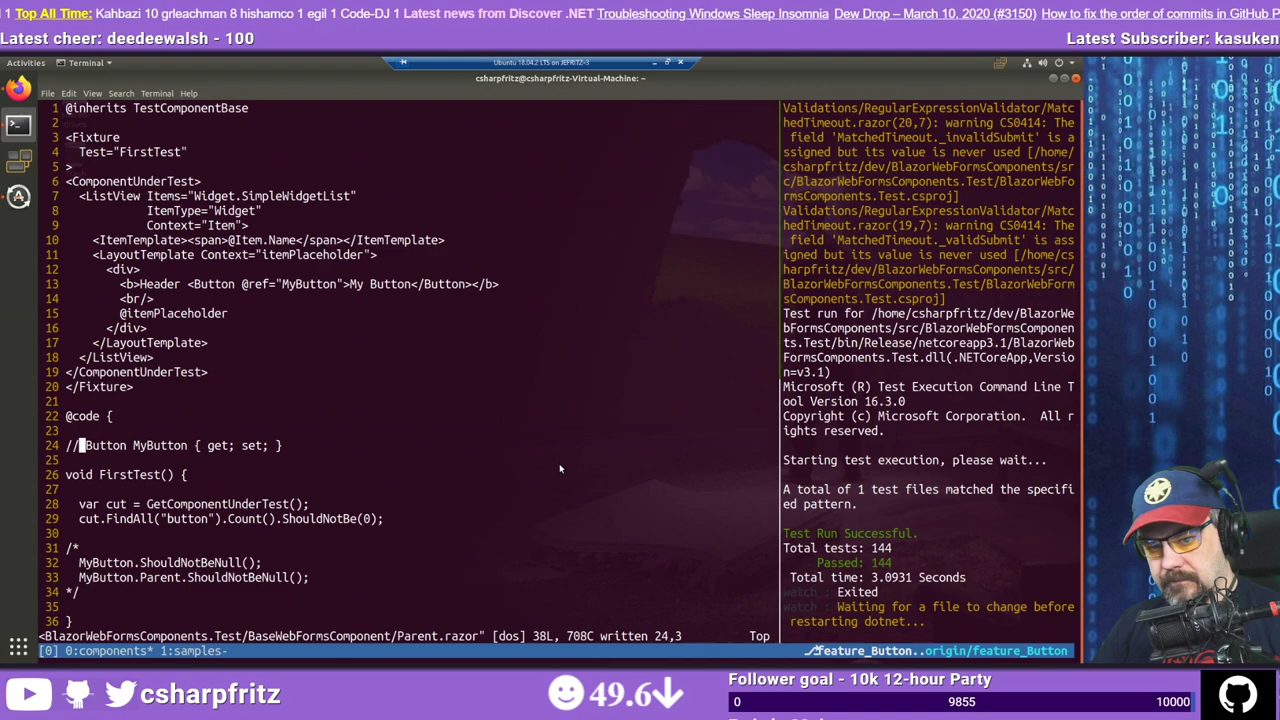 l 1 Top All Time: Kahbazi 10 grleachman 8 hishamco 1 egil 1 Code-DJ 1 Latest news from Discover .NET Troubleshooting Windows Sleep Insomnia Dew Drop – March 10, 2020 (#3150) How to fix the order of commits in GitHub P
Latest cheer: deedeewalsh - 100
Latest Subscriber: kasuken
Activities
Terminal
Ubuntu 18.04.2 LTS on JEFRITZ-3
csharpfritz@csharpfritz-Virtual-Machine: ~
File Edit View Search Terminal Help
1 @inherits TestComponentBase
2
3 <Fixture
4   Test="FirstTest"
5 >
6 <ComponentUnderTest>
7   <ListView Items="Widget.SimpleWidgetList"
8             ItemType="Widget"
9             Context="Item">
10     <ItemTemplate><span>@Item.Name</span></ItemTemplate>
11     <LayoutTemplate Context="itemPlaceholder">
12       <div>
13         <b>Header <Button @ref="MyButton">My Button</Button></b>
14         <br/>
15         @itemPlaceholder
16       </div>
17     </LayoutTemplate>
18   </ListView>
19 </ComponentUnderTest>
20 </Fixture>
21
22 @code {
23
24 // Button MyButton { get; set; }
25
26 void FirstTest() {
27
28   var cut = GetComponentUnderTest();
29   cut.FindAll("button").Count().ShouldNotBe(0);
30
31 /*
32   MyButton.ShouldNotBeNull();
33   MyButton.Parent.ShouldNotBeNull();
34 */
35
36 }
<BlazorWebFormsComponents.Test/BaseWebFormsComponent/Parent.razor" [dos] 38L, 708C written 24,3 Top
Validations/RegularExpressionValidator/Matc
hedTimeout.razor(20,7): warning CS0414: The
 field 'MatchedTimeout._invalidSubmit' is a
ssigned but its value is never used [/home/
csharpfritz/dev/BlazorWebFormsComponents/sr
c/BlazorWebFormsComponents.Test/BlazorWebFo
rmsComponents.Test.csproj]
Validations/RegularExpressionValidator/Matc
hedTimeout.razor(19,7): warning CS0414: The
 field 'MatchedTimeout._validSubmit' is ass
igned but its value is never used [/home/cs
harpfritz/dev/BlazorWebFormsComponents/src/
BlazorWebFormsComponents.Test/BlazorWebForm
sComponents.Test.csproj]
Test run for /home/csharpfritz/dev/BlazorWe
bFormsComponents/src/BlazorWebFormsComponen
ts.Test/bin/Release/netcoreapp3.1/BlazorWeb
FormsComponents.Test.dll(.NETCoreApp,Versio
n=v3.1)
Microsoft (R) Test Execution Command Line T
ool Version 16.3.0
Copyright (c) Microsoft Corporation.  All r
ights reserved.

Starting test execution, please wait...

A total of 1 test files matched the specifi
ed pattern.

Test Run Successful.
Total tests: 144
     Passed: 144
 Total time: 3.0931 Seconds
watch : Exited
watch : Waiting for a file to change before
restarting dotnet...
[0] 0:components* 1:samples- feature_Button..origin/feature_Button
csharpfritz
49.6
Follower goal - 10k 12-hour Party
0 9855 10000